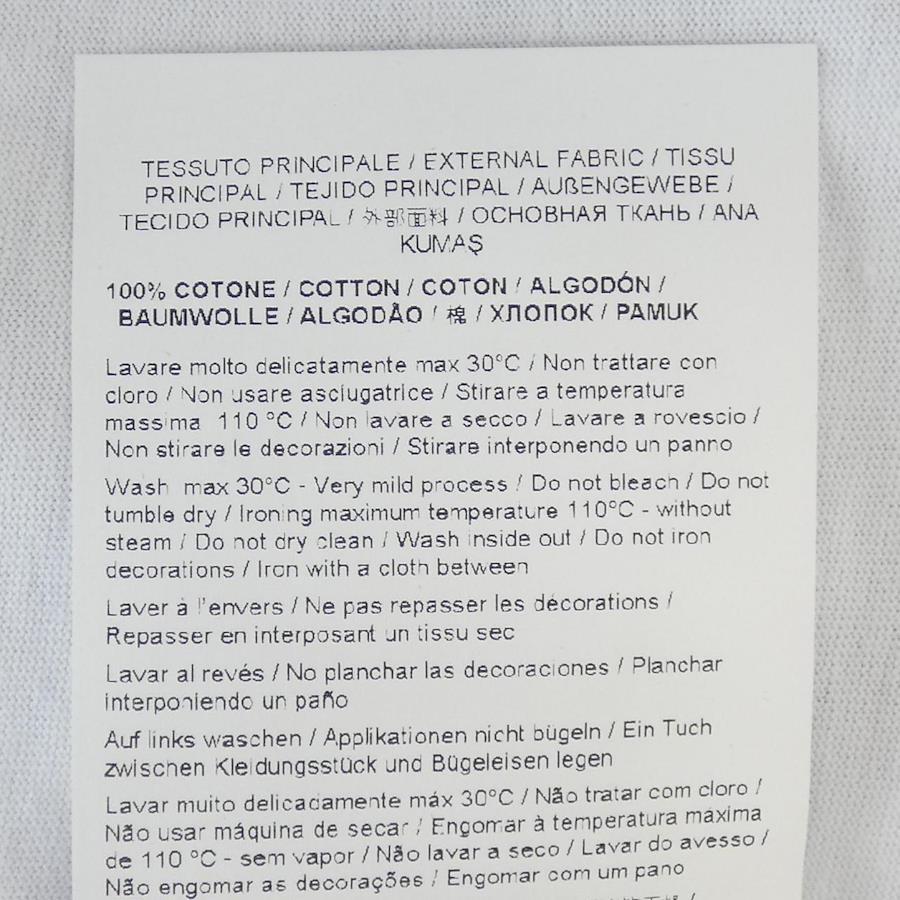 TESSUTO PRINCIPALE / EXTERNAL FABRIC / TISSU
PRINCIPAL / TEJIDO PRINCIPAL / AUßENGEWEBE /
TECIDO PRINCIPAL / 外部面料 / ОСНОВНАЯ ТКАНЬ / ANA
KUMAŞ
100% COTONE / COTTON / COTON / ALGODÓN /
BAUMWOLLE / ALGODÃO / 棉 / ХЛОПОК / PAMUK
Lavare molto delicatamente max 30°C / Non trattare con
cloro / Non usare asciugatrice / Stirare a temperatura
massima 110 °C / Non lavare a secco / Lavare a rovescio /
Non stirare le decorazioni / Stirare interponendo un panno
Wash max 30°C - Very mild process / Do not bleach / Do not
tumble dry / Ironing maximum temperature 110°C - without
steam / Do not dry clean / Wash inside out / Do not iron
decorations / Iron with a cloth between
Laver à l'envers / Ne pas repasser les décorations /
Repasser en interposant un tissu sec
Lavar al revés / No planchar las decoraciones / Planchar
interponiendo un paño
Auf links waschen / Applikationen nicht bügeln / Ein Tuch
zwischen Kleidungsstück und Bügeleisen legen
Lavar muito delicadamente máx 30°C / Não tratar com cloro /
Não usar máquina de secar / Engomar à temperatura máxima
de 110 °C - sem vapor / Não lavar a seco / Lavar do avesso /
Não engomar as decorações / Engomar com um pano